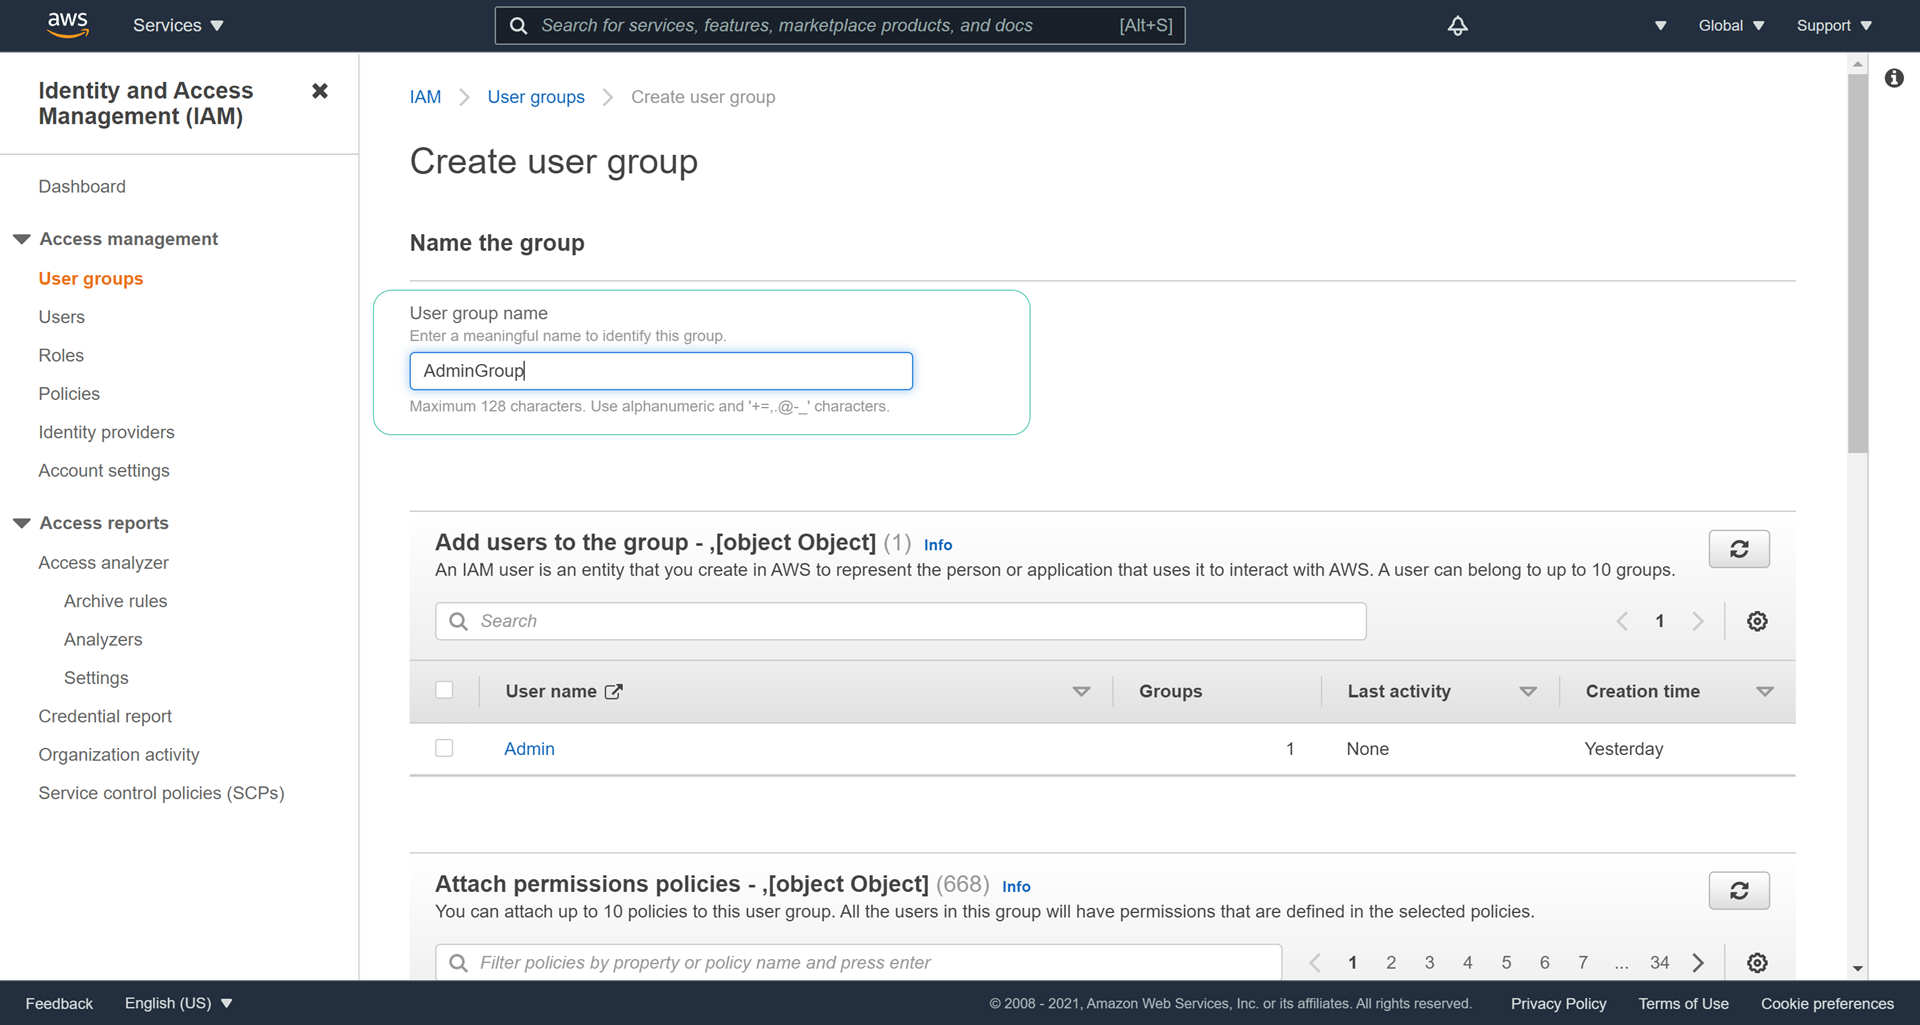 aws
Services
Search for services, features, marketplace products, and docs [Alt+S]
Global
Support
Identity and Access
Management (IAM)
Dashboard
Access management
User groups
Users
Roles
Policies
Identity providers
Account settings
Access reports
Access analyzer
Archive rules
Analyzers
Settings
Credential report
Organization activity
Service control policies (SCPs)
IAM User groups Create user group
Create user group
Name the group
User group name
Enter a meaningful name to identify this group.
AdminGroup
Maximum 128 characters. Use alphanumeric and '+=,.@-_' characters.
Add users to the group - ,[object Object] (1) Info
An IAM user is an entity that you create in AWS to represent the person or application that uses it to interact with AWS. A user can belong to up to 10 groups.
Search
1
User name Groups Last activity Creation time
Admin 1 None Yesterday
Attach permissions policies - ,[object Object] (668) Info
You can attach up to 10 policies to this user group. All the users in this group will have permissions that are defined in the selected policies.
Filter policies by property or policy name and press enter
1 2 3 4 5 6 7 ... 34
Feedback English (US) © 2008 - 2021, Amazon Web Services, Inc. or its affiliates. All rights reserved. Privacy Policy Terms of Use Cookie preferences